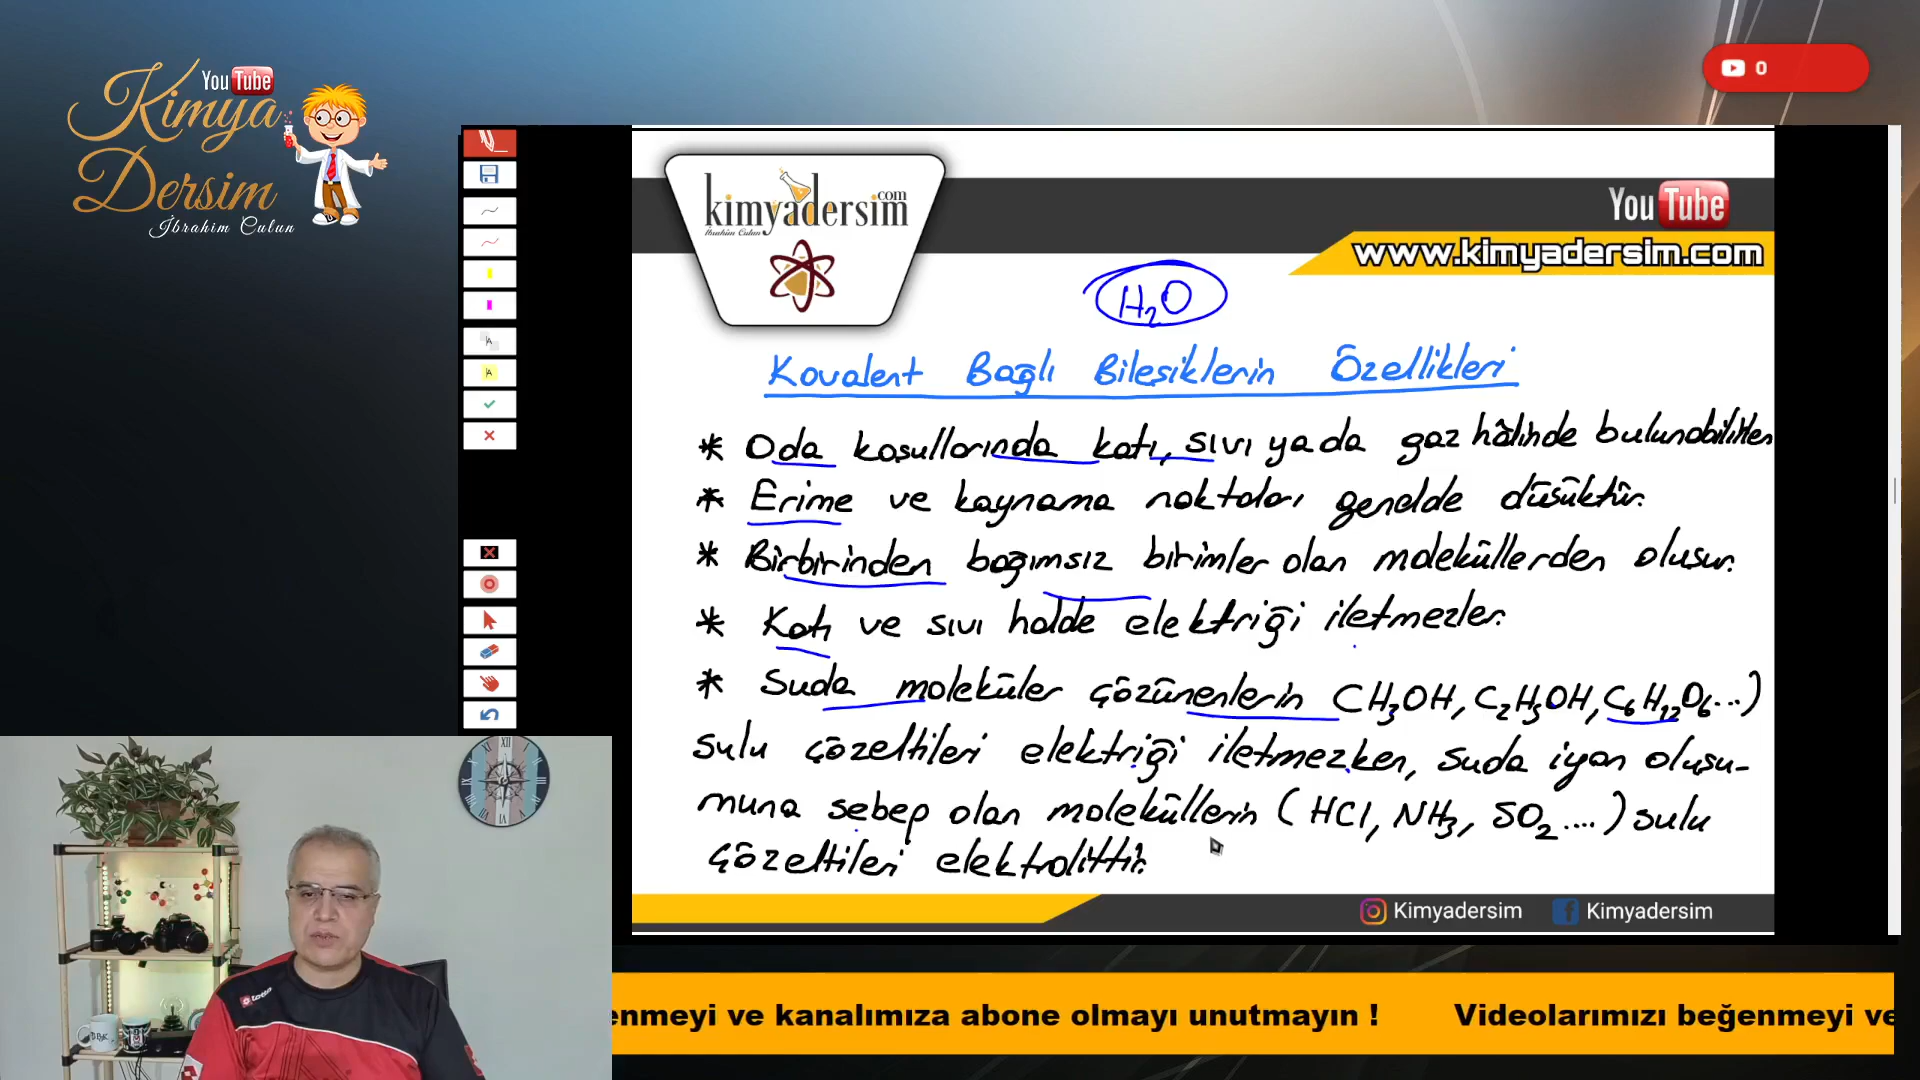 You Tube
Kimya
Dersim
İbrahim Culun
0
kimyadersim.com
İbrahim Culun
You Tube
www.kimyadersim.com
H₂O
Kovalent Bağlı Bileşiklerin Özellikleri
* Oda koşullarında katı, sıvı yada gaz hâlinde bulunabilirler
* Erime ve kaynama noktaları genelde düşüktür.
* Birbirinden bağımsız birimler olan moleküllerden oluşur.
* Katı ve sıvı halde elektriği iletmezler.
* Suda moleküler çözünenlerin CH₃OH, C₂H₅OH, C₆H₁₂O₆...)
sulu çözeltileri elektriği iletmezken, suda iyon oluşu-
muna sebep olan moleküllerin (HCl, NH₃, SO₂....) sulu
çözeltileri elektrolittir.
Kimyadersim
Kimyadersim
enmeyi ve kanalımıza abone olmayı unutmayın !
Videolarımızı beğenmeyi ve